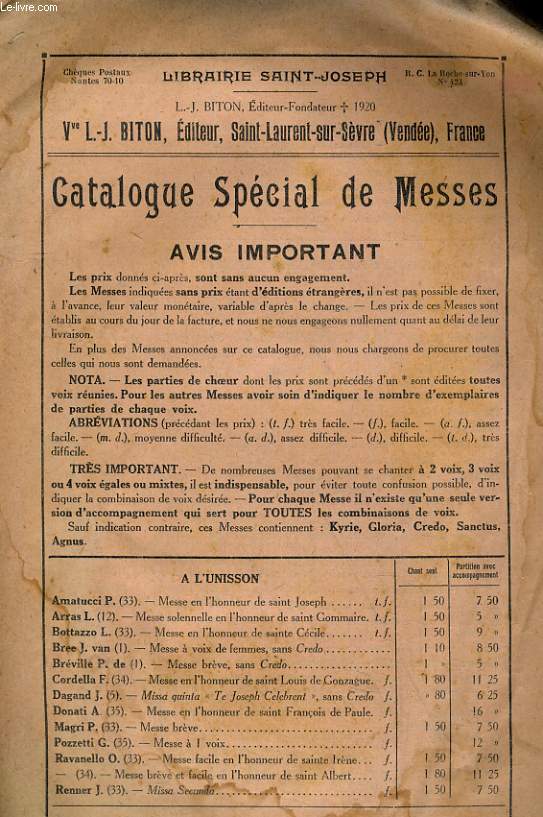 Le-livre.com
Chèques Postaux
Nantes 70-10
LIBRAIRIE SAINT-JOSEPH
R. C. La Roche-sur-Yon
N° 424
L.-J. BITON, Éditeur-Fondateur ✝ 1920
Vve L.-J. BITON, Éditeur, Saint-Laurent-sur-Sèvre (Vendée), France
Catalogue Spécial de Messes
AVIS IMPORTANT
Les prix donnés ci-après, sont sans aucun engagement.
Les Messes indiquées sans prix étant d'éditions étrangères, il n'est pas possible de fixer,
à l'avance, leur valeur monétaire, variable d'après le change. — Les prix de ces Messes sont
établis au cours du jour de la facture, et nous ne nous engageons nullement quant au délai de leur
livraison.
En plus des Messes annoncées sur ce catalogue, nous nous chargeons de procurer toutes
celles qui nous sont demandées.
NOTA. — Les parties de chœur dont les prix sont précédés d'un * sont éditées toutes
voix réunies. Pour les autres Messes avoir soin d'indiquer le nombre d'exemplaires
de parties de chaque voix.
ABRÉVIATIONS (précédant les prix) : (t. f.) très facile. — (f.), facile. — (a. f.), assez
facile. — (m. d.), moyenne difficulté. — (a. d.), assez difficile. — (d.), difficile. — (t. d.), très
difficile.
TRÈS IMPORTANT. — De nombreuses Messes pouvant se chanter à 2 voix, 3 voix
ou 4 voix égales ou mixtes, il est indispensable, pour éviter toute confusion possible, d'in-
diquer la combinaison de voix désirée. — Pour chaque Messe il n'existe qu'une seule ver-
sion d'accompagnement qui sert pour TOUTES les combinaisons de voix.
Sauf indication contraire, ces Messes contiennent : Kyrie, Gloria, Credo, Sanctus,
Agnus.
A L'UNISSON
Chant seul
Partition avec
accompagnement
Amatucci P. (33). — Messe en l'honneur de saint Joseph ...... t. f. 1 50 7 50
Arras L. (12). — Messe solennelle en l'honneur de saint Gommaire. t. f. 1 50 5 »
Bottazzo L. (33). — Messe en l'honneur de sainte Cécile...... t. f. 1 50 9 »
Bree J. van (1). — Messe à voix de femmes, sans Credo............ 1 10 8 50
Bréville P. de (1). — Messe brève, sans Credo.................... 1 » 5 »
Cordella F. (34). — Messe en l'honneur de saint Louis de Gonzague. f. 1 80 11 25
Dagand J. (5). — Missa quinta « Te Joseph Celebrent », sans Credo f. » 80 6 25
Donati A. (35). — Messe en l'honneur de saint François de Paule. f. 16 »
Magri P. (33). — Messe brève.................................. f. 1 50 7 50
Pozzetti G. (35). — Messe à 1 voix............................ f. 12 »
Ravanello O. (33). — Messe facile en l'honneur de sainte Irène... f. 1 50 7 50
— (34). — Messe brève et facile en l'honneur de saint Albert.... f. 1 80 11 25
Renner J. (33). — Missa Secunda............................... f. 1 50 7 50